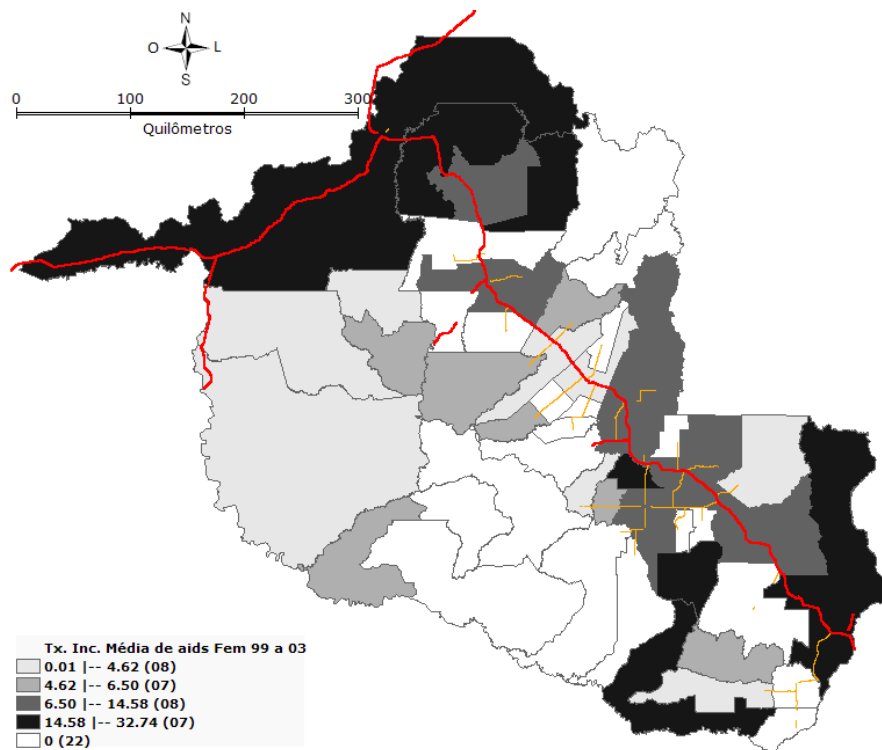 N
O L
S
0 100 200 300
Quilômetros
Tx. Inc. Média de aids Fem 99 a 03
0.01 |-- 4.62 (08)
4.62 |-- 6.50 (07)
6.50 |-- 14.58 (08)
14.58 |-- 32.74 (07)
0 (22)